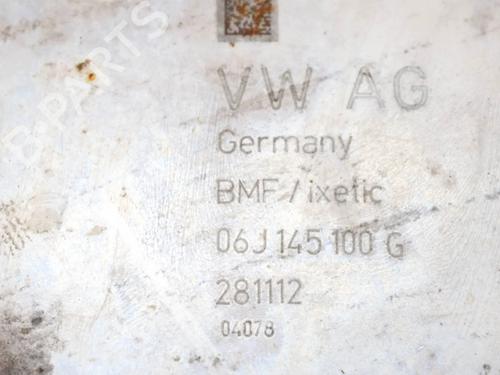 B-PARTS
VW AG
Germany
BMF / ixetic
06J 145 100 G
281112
04078